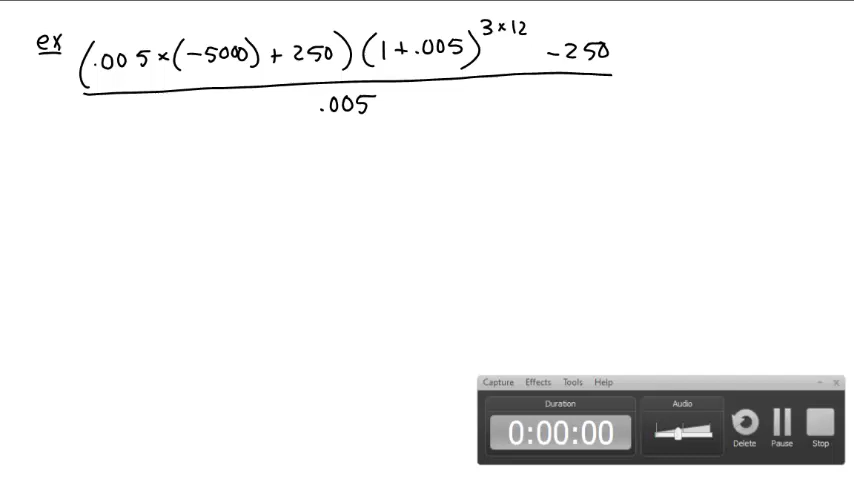 ex (.005 × (-5000) + 250) (1 + .005)^3×12 - 250
.005
Capture Effects Tools Help
Duration
Audio
0:00:00
Delete
Pause
Stop